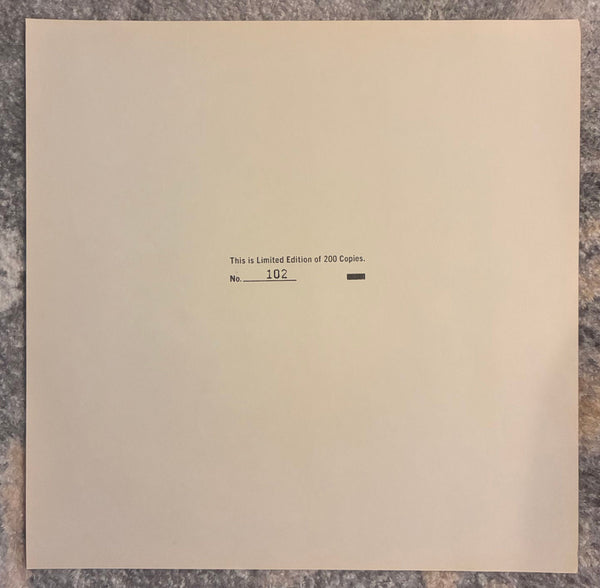 This is Limited Edition of 200 Copies.
No. 102